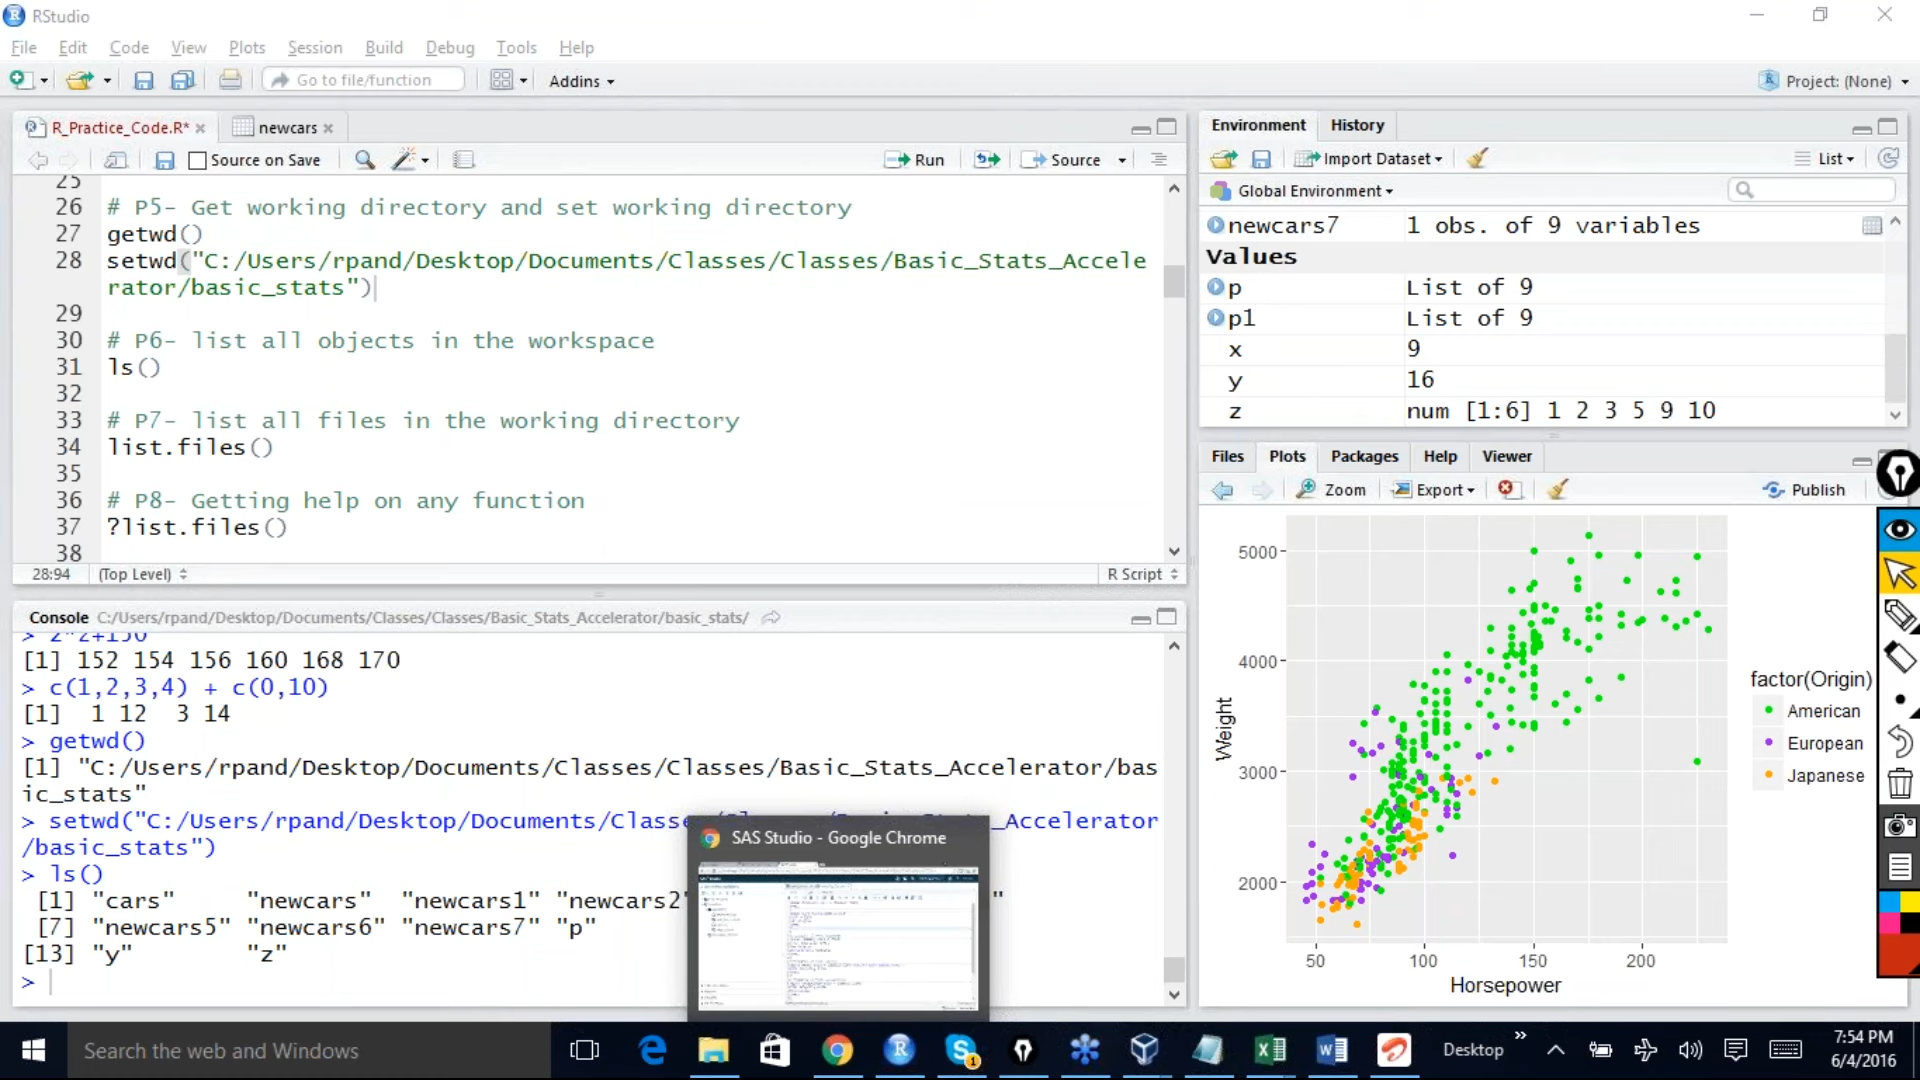 RStudio
File Edit Code View Plots Session Build Debug Tools Help
Go to file/function Addins Project: (None)
R_Practice_Code.R* newcars
Source on Save Run Source
25
26 # P5- Get working directory and set working directory
27 getwd()
28 setwd("C:/Users/rpand/Desktop/Documents/Classes/Classes/Basic_Stats_Accele
rator/basic_stats")
29
30 # P6- list all objects in the workspace
31 ls()
32
33 # P7- list all files in the working directory
34 list.files()
35
36 # P8- Getting help on any function
37 ?list.files()
38
28:94 (Top Level) R Script
Console C:/Users/rpand/Desktop/Documents/Classes/Classes/Basic_Stats_Accelerator/basic_stats/
> 2*z+150
[1] 152 154 156 160 168 170
> c(1,2,3,4) + c(0,10)
[1]  1 12  3 14
> getwd()
[1] "C:/Users/rpand/Desktop/Documents/Classes/Classes/Basic_Stats_Accelerator/bas
ic_stats"
> setwd("C:/Users/rpand/Desktop/Documents/Classe _Accelerator
/basic_stats")
> ls()
[1] "cars" "newcars" "newcars1" "newcars2" "
[7] "newcars5" "newcars6" "newcars7" "p"
[13] "y" "z"
>
SAS Studio - Google Chrome
Environment History
Import Dataset List
Global Environment
newcars7 1 obs. of 9 variables
Values
p List of 9
p1 List of 9
x 9
y 16
z num [1:6] 1 2 3 5 9 10
Files Plots Packages Help Viewer
Zoom Export Publish
5000
4000
3000
2000
Weight
50 100 150 200
Horsepower
factor(Origin)
American
European
Japanese
Search the web and Windows
Desktop
7:54 PM
6/4/2016